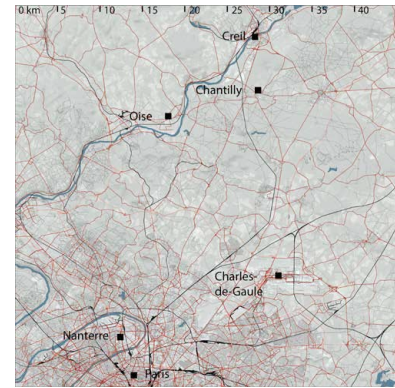 0 km 5 10 15 20 25 30 35 40
Creil
Chantilly
Oise
Charles-
de-Gaule
Nanterre
Paris